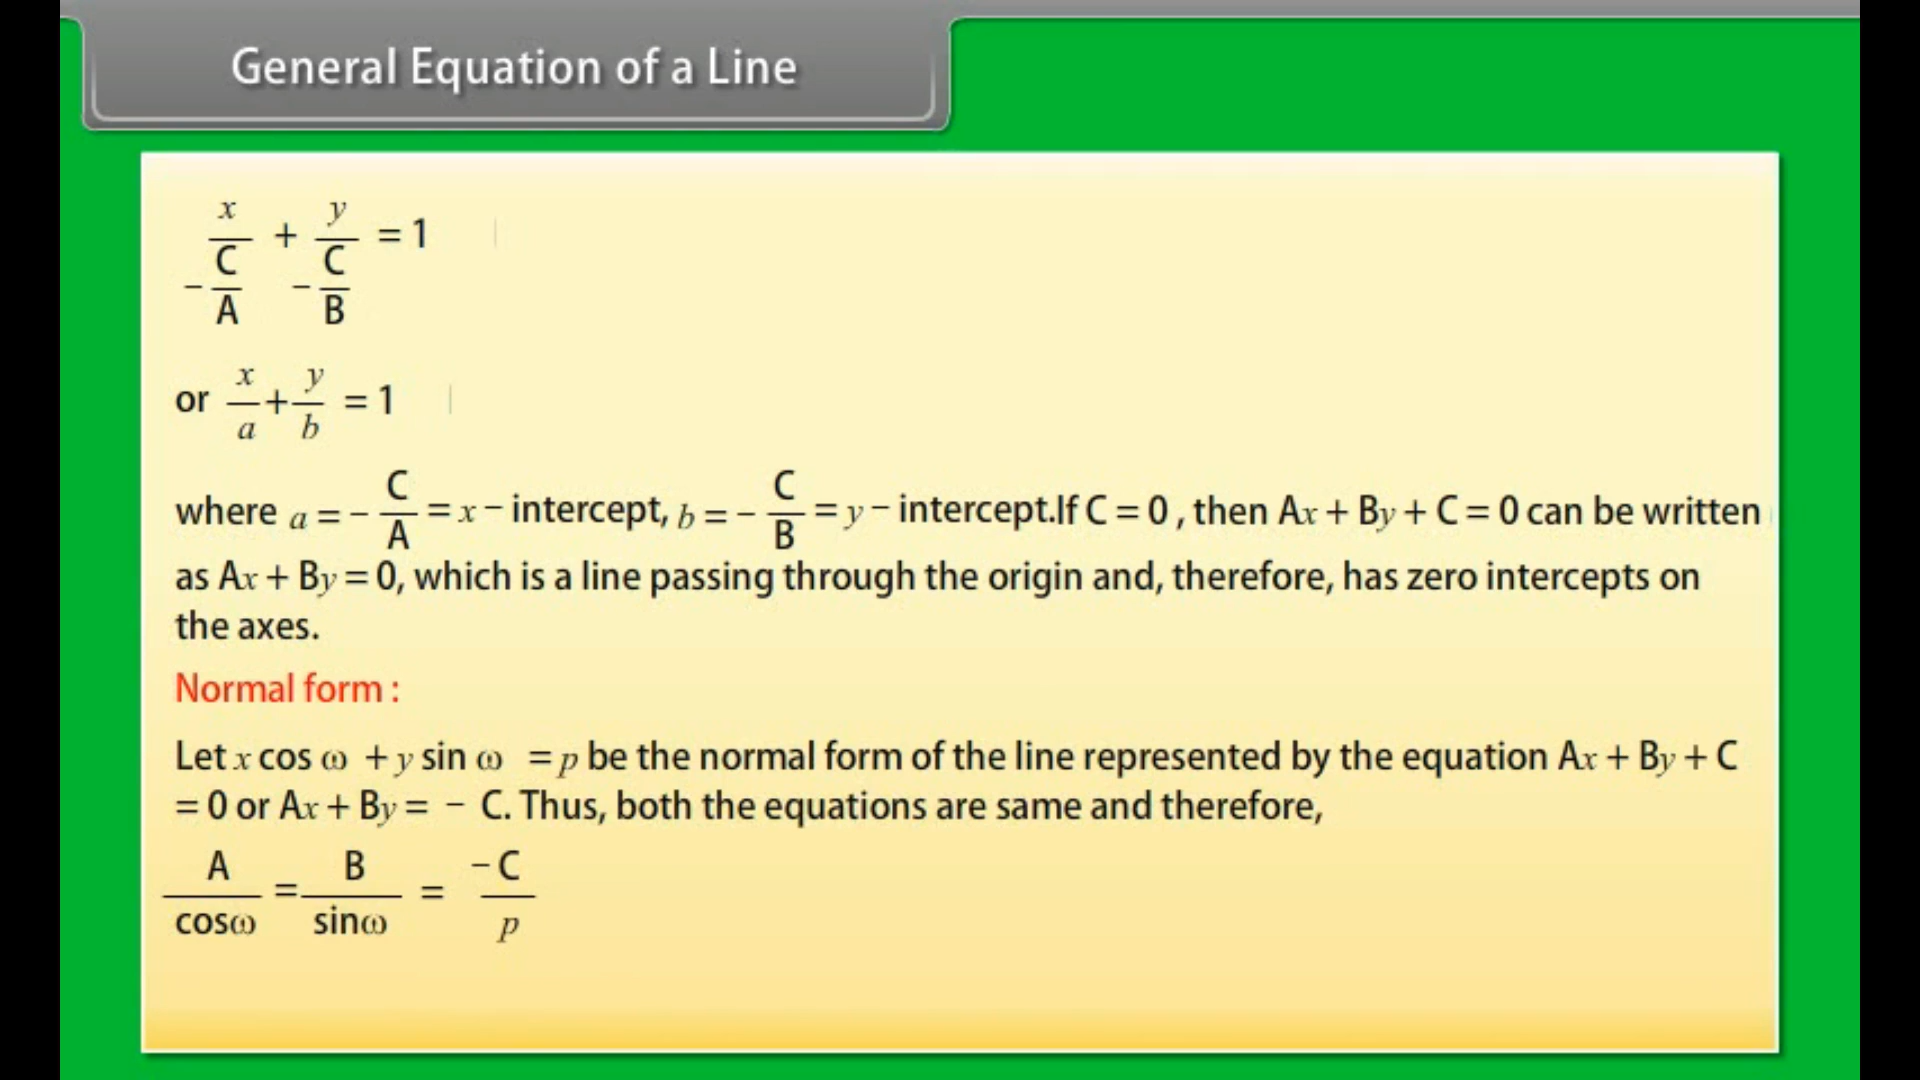 General Equation of a Line
x/(-C/A) + y/(-C/B) = 1
or x/a + y/b = 1
where a = - C/A = x - intercept, b = - C/B = y - intercept.If C = 0 , then Ax + By + C = 0 can be written
as Ax + By = 0, which is a line passing through the origin and, therefore, has zero intercepts on
the axes.
Normal form :
Let x cos ω + y sin ω = p be the normal form of the line represented by the equation Ax + By + C
= 0 or Ax + By = - C. Thus, both the equations are same and therefore,
A/cosω = B/sinω = -C/p